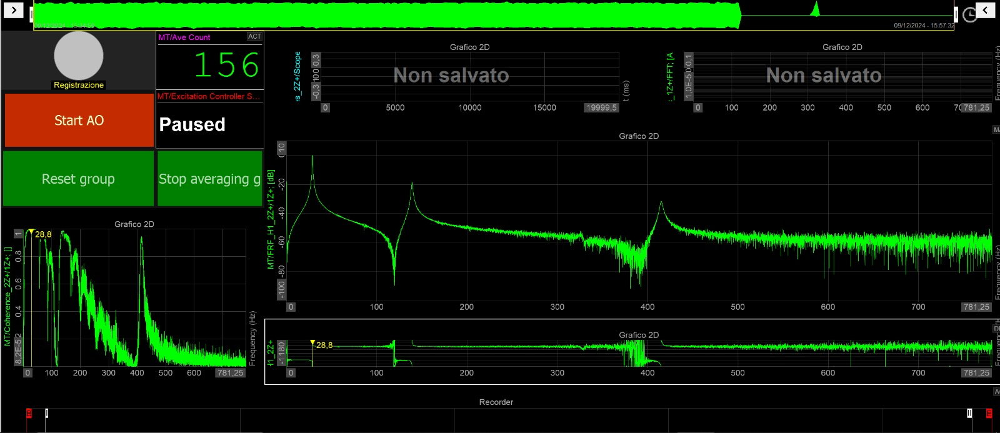 09/12/2024 - 15:34:56
09/12/2024 - 15:57:32
Registrazione
MT/Ave Count
ACT
156
MT/Excitation Controller S...
Paused
Start AO
Reset group
Stop averaging g
Grafico 2D
Non salvato
s_2Z+/Scope
-0,3 100 0,3
t (ms)
0 5000 10000 15000 19999,5
Grafico 2D
Non salvato
_1Z+/FFT; [A
1,0E-5 0 0,1
Frequency (Hz)
0 100 200 300 400 500 600 781,25
Grafico 2D
MT/FRF_H1_2Z+/1Z+; [dB]
10
-20
-40
-60
-80
-100
Frequency (Hz)
0 100 200 300 400 500 600 700 781,25
Grafico 2D
MT/Coherence_2Z+/1Z+; []
28,8
1
0,8
0,6
0,4
8,2E-5
Frequency (Hz)
0 100 200 300 400 500 600 781,25
Grafico 2D
H1_2Z+
-1180
28,8
0 100 200 300 400 500 600 700 781,25
Recorder